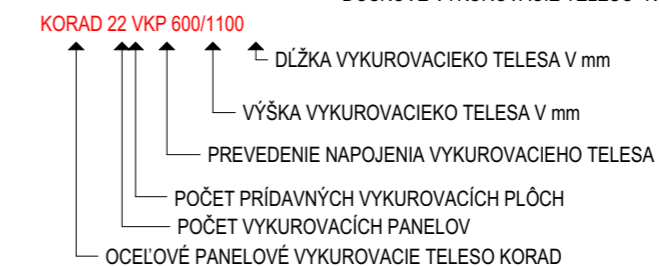 KORAD 22 VKP 600/1100
DĹŽKA VYKUROVACIEKO TELESA V mm
VÝŠKA VYKUROVACIEKO TELESA V mm
PREVEDENIE NAPOJENIA VYKUROVACIEHO TELESA
POČET PRÍDAVNÝCH VYKUROVACÍCH PLÔCH
POČET VYKUROVACÍCH PANELOV
OCEĽOVÉ PANELOVÉ VYKUROVACIE TELESO KORAD